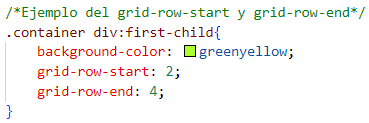 /*Ejemplo del grid-row-start y grid-row-end*/
.container div:first-child{
    background-color: greenyellow;
    grid-row-start: 2;
    grid-row-end: 4;
}